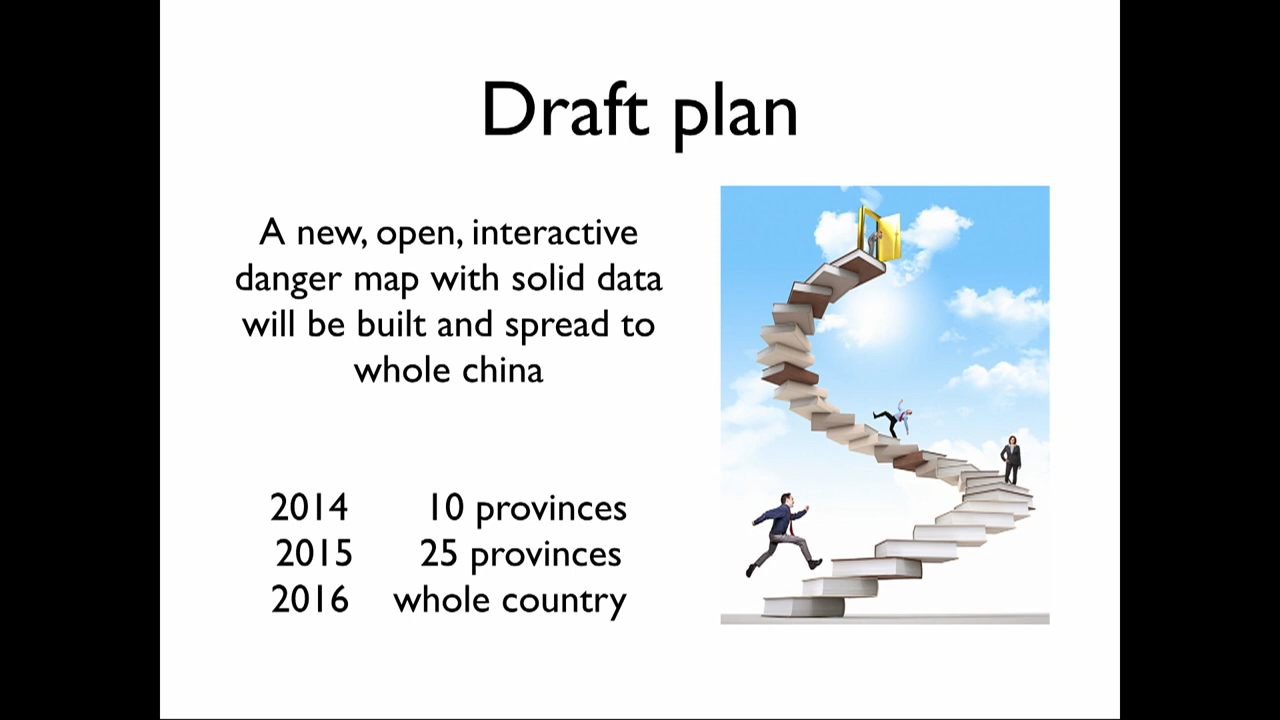 Draft plan
A new, open, interactive
danger map with solid data
will be built and spread to
whole china
2014 10 provinces
2015 25 provinces
2016 whole country